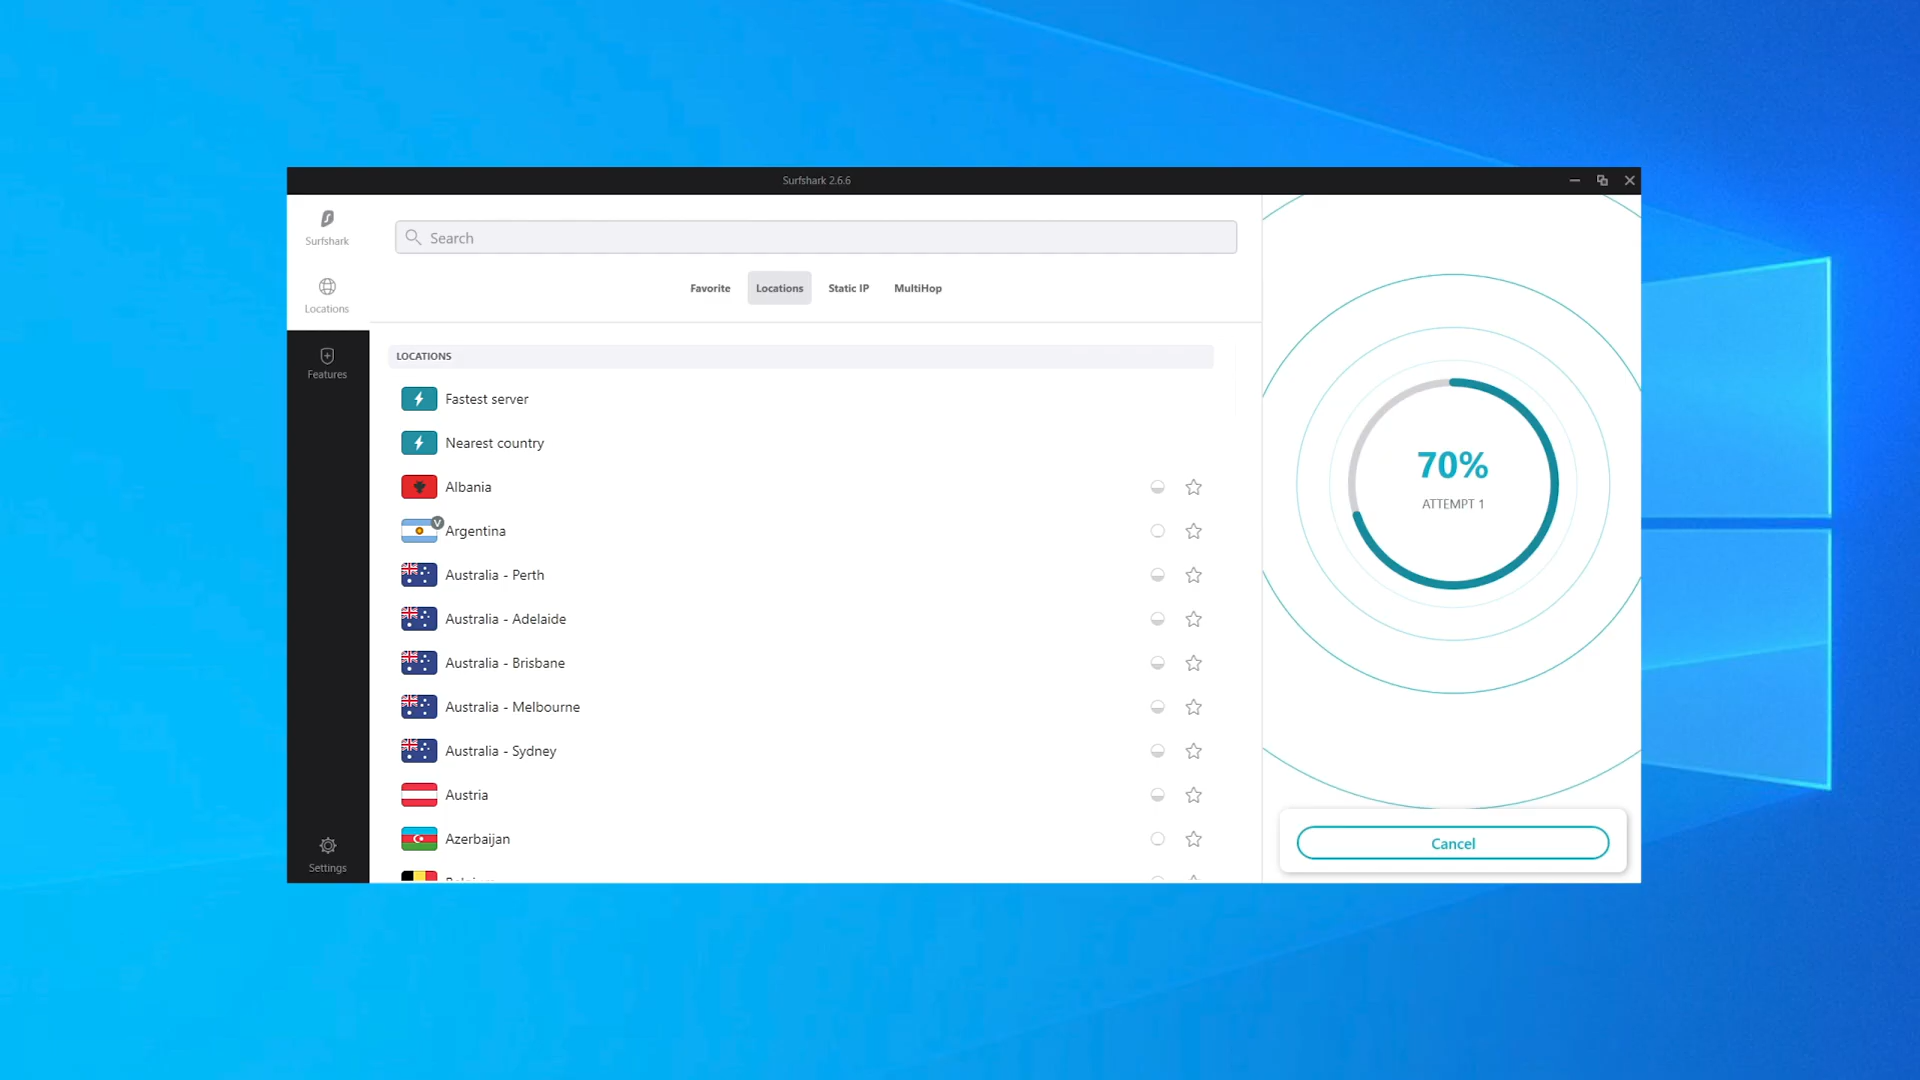 Surfshark 2.6.6
Surfshark
Search
Locations
Favorite Locations Static IP MultiHop
LOCATIONS
Features
Fastest server
Nearest country
Albania
V
Argentina
Australia - Perth
Australia - Adelaide
Australia - Brisbane
Australia - Melbourne
Australia - Sydney
Austria
Azerbaijan
Settings
70%
ATTEMPT 1
Cancel